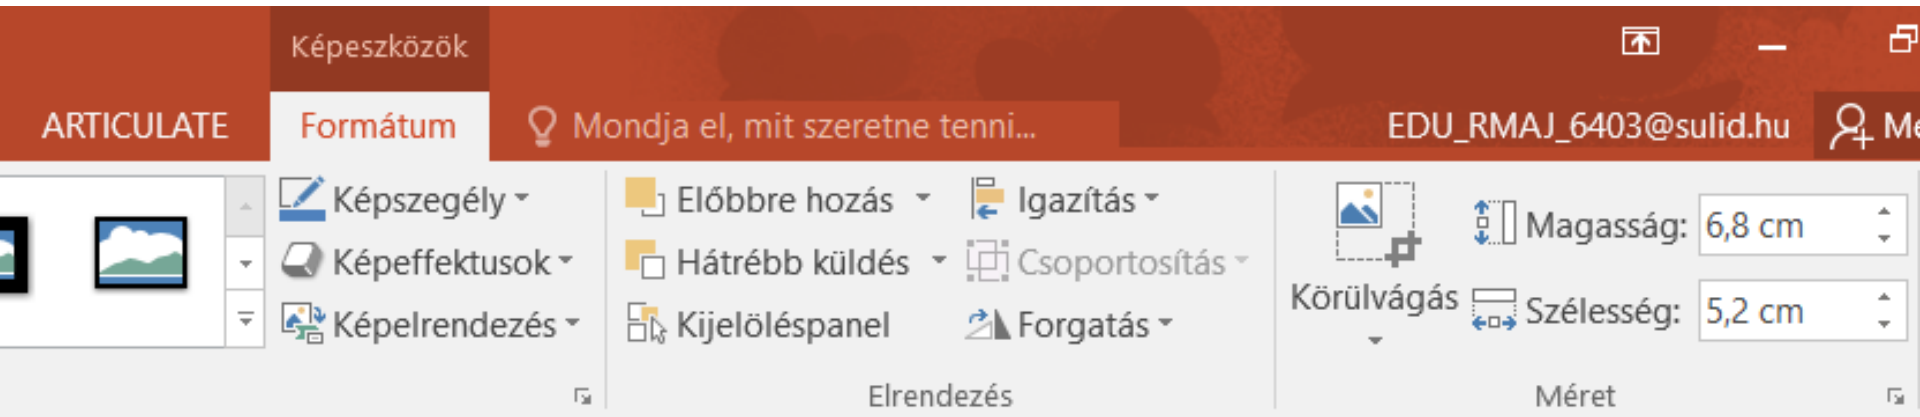 Képeszközök
ARTICULATE Formátum Mondja el, mit szeretne tenni... EDU_RMAJ_6403@sulid.hu
Képszegély Előbbre hozás Igazítás Magasság: 6,8 cm
Képeffektusok Hátrébb küldés Csoportosítás Körülvágás Szélesség: 5,2 cm
Képelrendezés Kijelöléspanel Forgatás
Elrendezés Méret